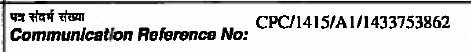 पत्र संदर्भ संख्या
Communication Reference No: CPC/1415/A1/1433753862